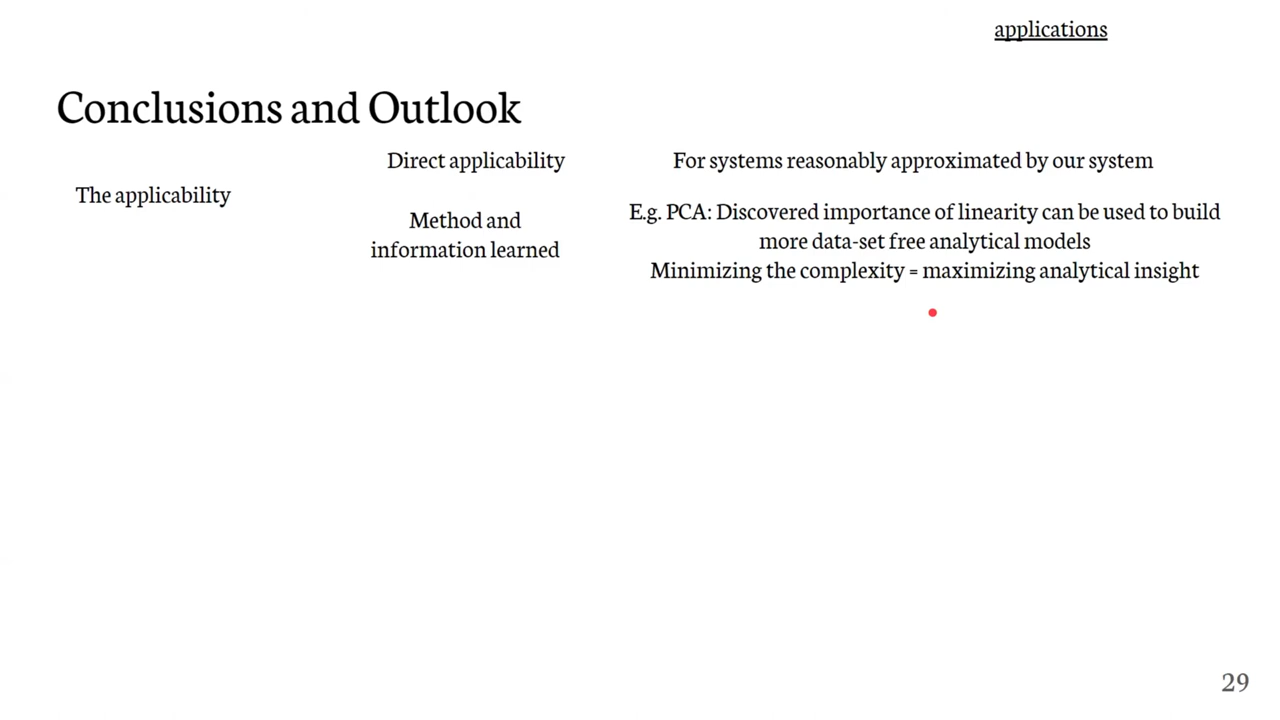 applications
Conclusions and Outlook
Direct applicability
For systems reasonably approximated by our system
The applicability
Method and
information learned
E.g. PCA: Discovered importance of linearity can be used to build
more data-set free analytical models
Minimizing the complexity = maximizing analytical insight
29